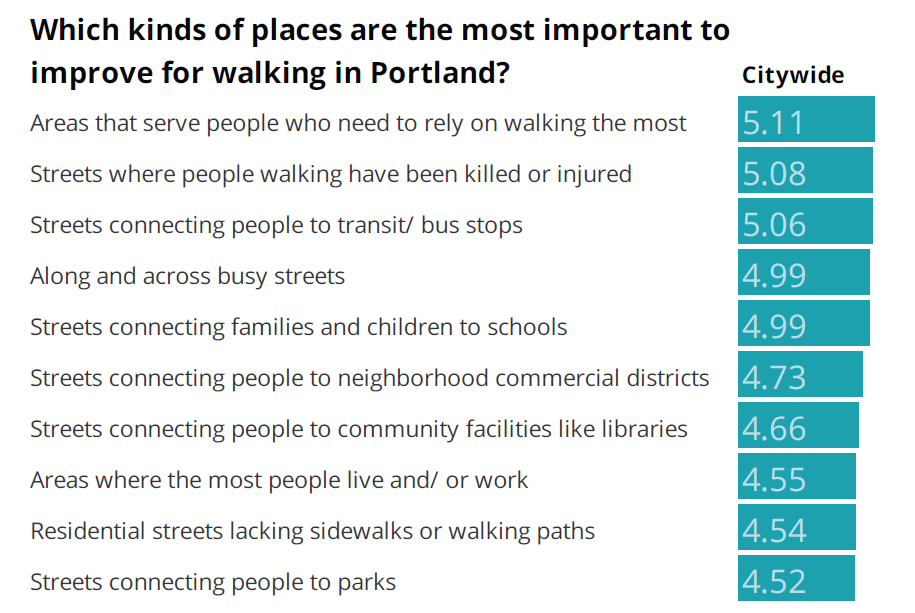 Which kinds of places are the most important to
improve for walking in Portland?
Citywide
Areas that serve people who need to rely on walking the most 5.11
Streets where people walking have been killed or injured 5.08
Streets connecting people to transit/ bus stops 5.06
Along and across busy streets 4.99
Streets connecting families and children to schools 4.99
Streets connecting people to neighborhood commercial districts 4.73
Streets connecting people to community facilities like libraries 4.66
Areas where the most people live and/ or work 4.55
Residential streets lacking sidewalks or walking paths 4.54
Streets connecting people to parks 4.52